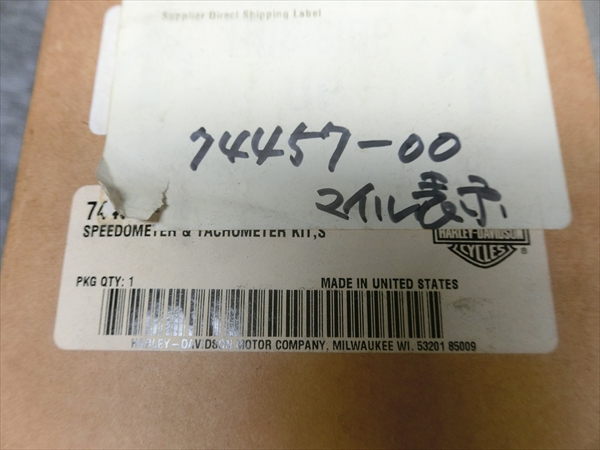 Supplier Direct Shipping Label
74457-00
マイル表示
SPEEDOMETER & TACHOMETER KIT,S
HARLEY-DAVIDSON
CYCLES ®
PKG QTY: 1 MADE IN UNITED STATES
HARLEY-DAVIDSON MOTOR COMPANY, MILWAUKEE WI. 53201 85009